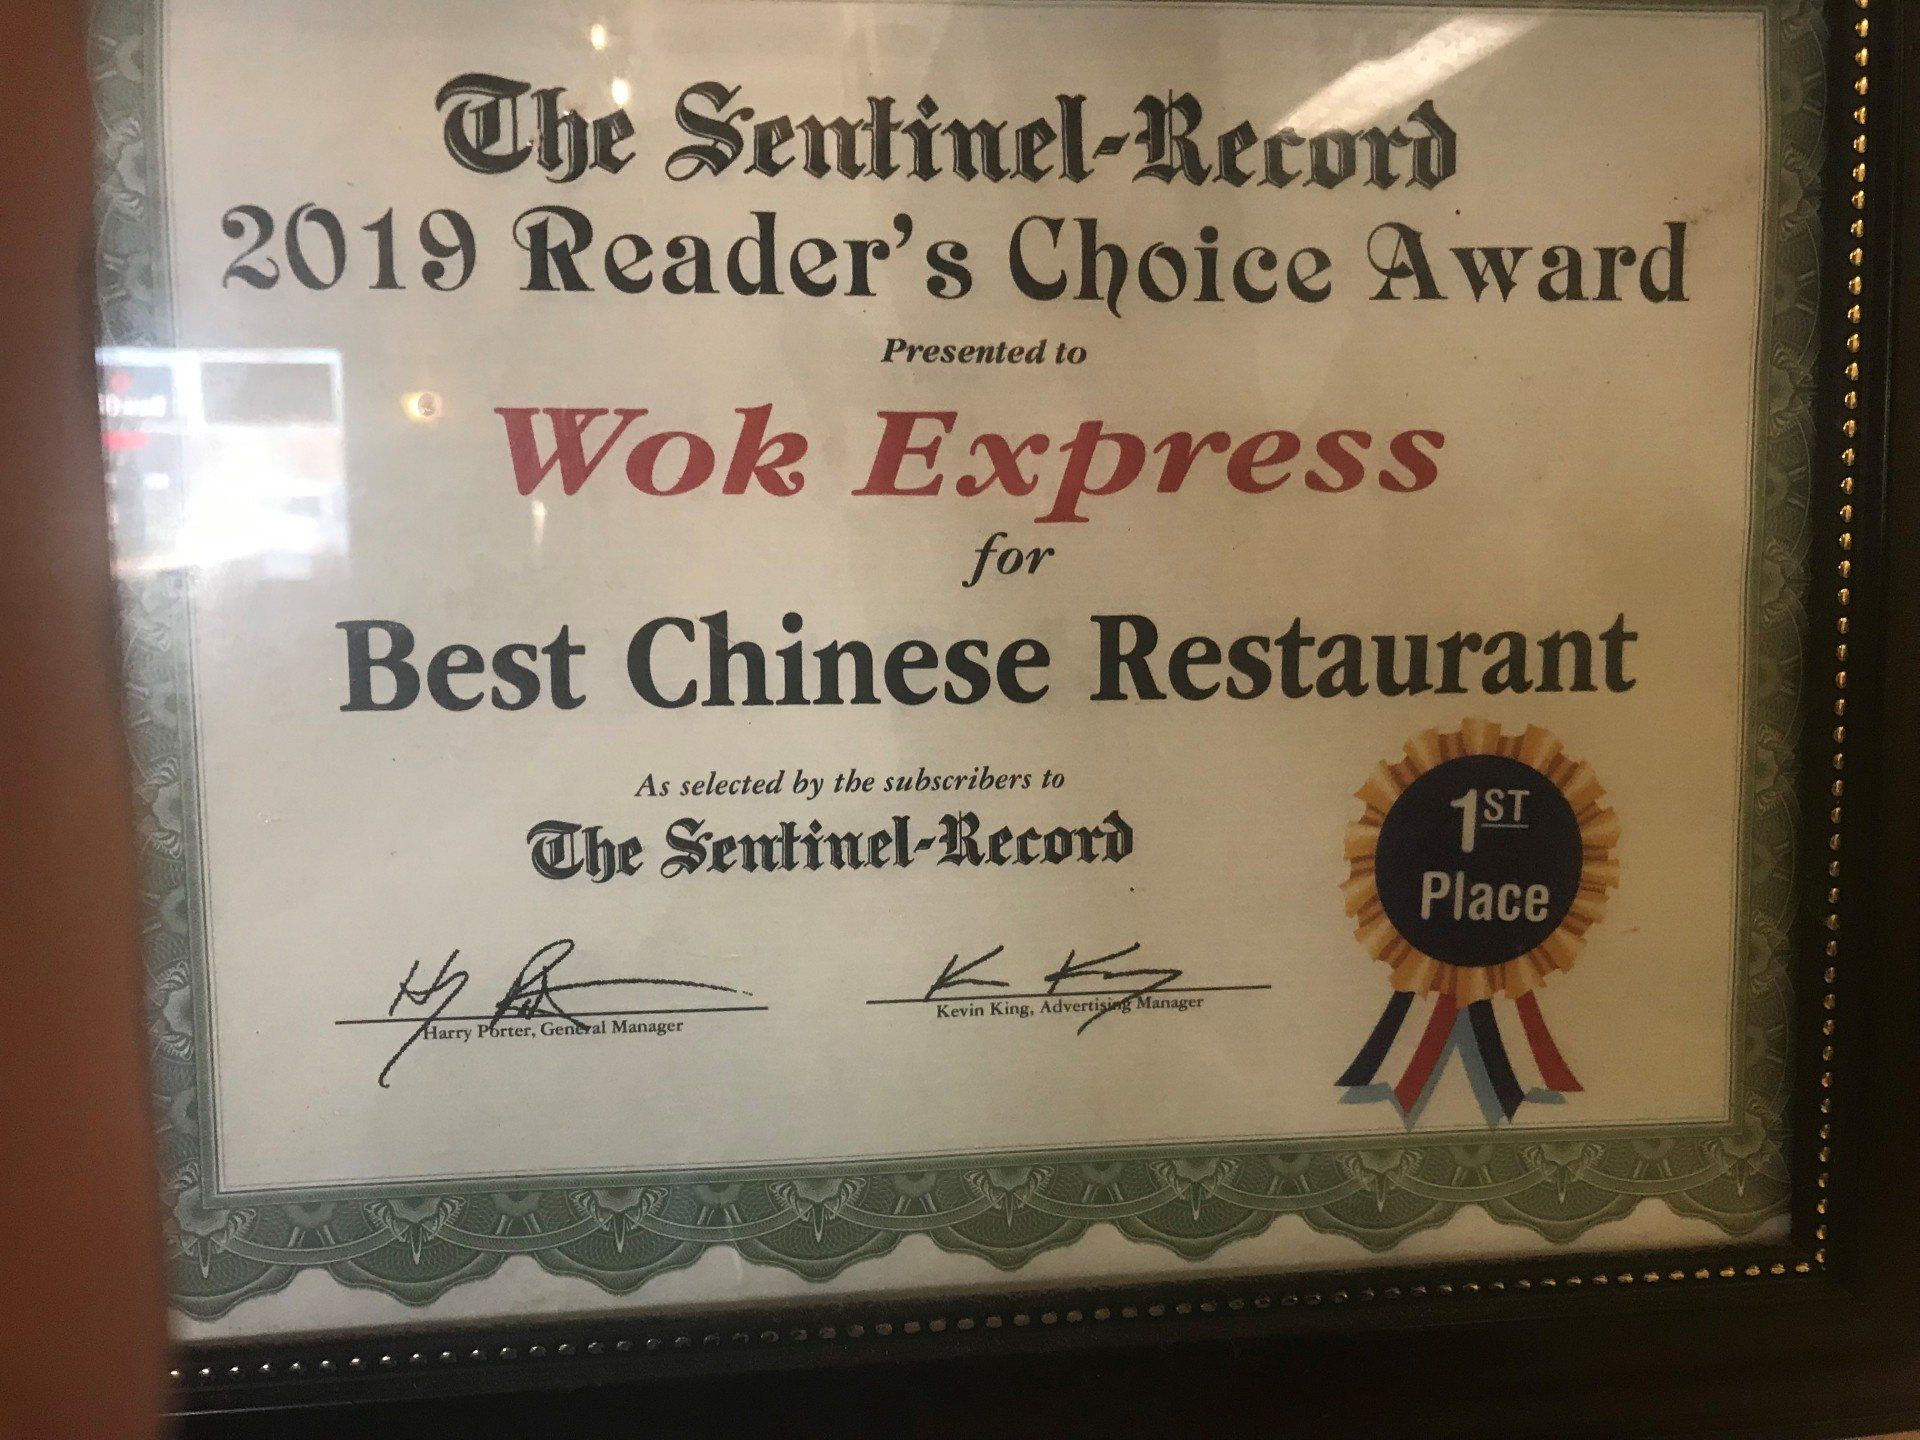 The Sentinel-Record
2019 Reader's Choice Award
Presented to
Wok Express
for
Best Chinese Restaurant
As selected by the subscribers to
The Sentinel-Record
1ST
Place
Harry Porter, General Manager
Kevin King, Advertising Manager